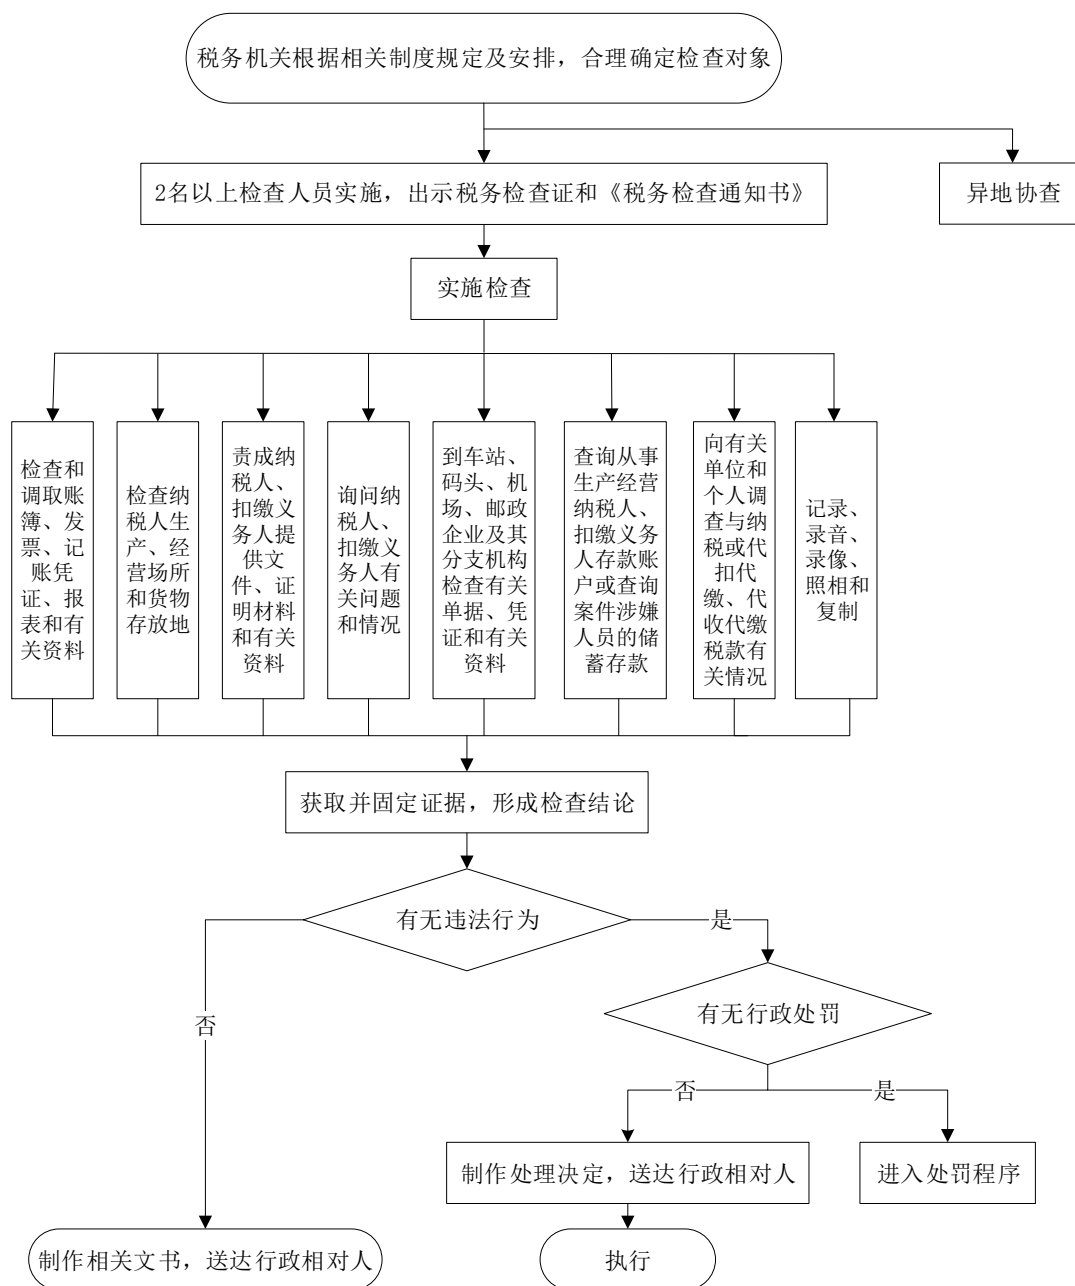 税务机关根据相关制度规定及安排，合理确定检查对象
2名以上检查人员实施，出示税务检查证和《税务检查通知书》
异地协查
实施检查
检查和
调取账
簿、发
票、记
账凭
证、报
表和有
关资料
检查纳
税人生
产、经
营场所
和货物
存放地
责成纳
税人、
扣缴义
务人提
供文
件、证
明材料
和有关
资料
询问纳
税人、
扣缴义
务人有
关问题
和情况
到车站、
码头、机
场、邮政
企业及其
分支机构
检查有关
单据、凭
证和有关
资料
查询从事
生产经营
纳税人、
扣缴义务
人存款账
户或查询
案件涉嫌
人员的储
蓄存款
向有关
单位和
个人调
查与纳
税或代
扣代
缴、代
收代缴
税款有
关情况
记录、
录音、
录像、
照相和
复制
获取并固定证据，形成检查结论
有无违法行为
是
有无行政处罚
否
否
是
制作处理决定，送达行政相对人
进入处罚程序
制作相关文书，送达行政相对人
执行